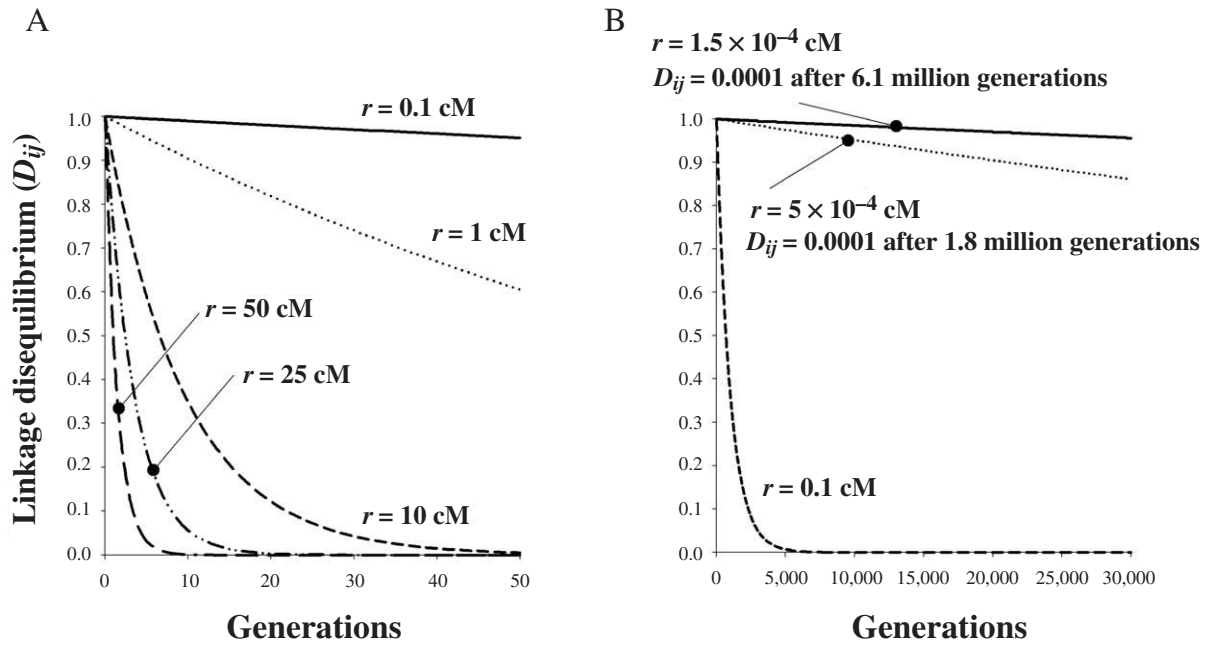 A
B
r = 1.5 × 10⁻⁴ cM
D_ij = 0.0001 after 6.1 million generations
r = 0.1 cM
r = 1 cM
r = 50 cM
r = 25 cM
r = 10 cM
r = 5 × 10⁻⁴ cM
D_ij = 0.0001 after 1.8 million generations
r = 0.1 cM
Linkage disequilibrium (D_ij)
1.0
0.9
0.8
0.7
0.6
0.5
0.4
0.3
0.2
0.1
0.0
0 10 20 30 40 50
Generations
1.0
0.9
0.8
0.7
0.6
0.5
0.4
0.3
0.2
0.1
0.0
0 5,000 10,000 15,000 20,000 25,000 30,000
Generations